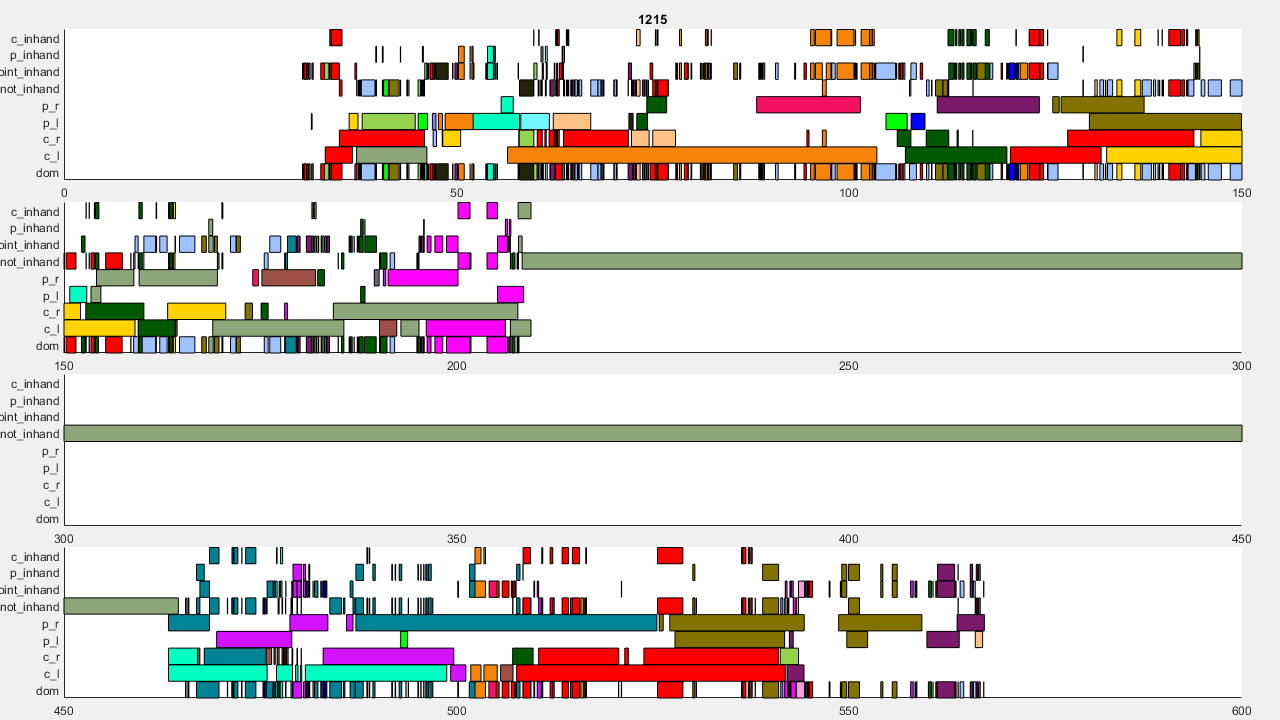 1215
c_inhand
p_inhand
oint_inhand
not_inhand
p_r
p_l
c_r
c_l
dom
0 50 100 150
c_inhand
p_inhand
oint_inhand
not_inhand
p_r
p_l
c_r
c_l
dom
150 200 250 300
c_inhand
p_inhand
oint_inhand
not_inhand
p_r
p_l
c_r
c_l
dom
300 350 400 450
c_inhand
p_inhand
oint_inhand
not_inhand
p_r
p_l
c_r
c_l
dom
450 500 550 600